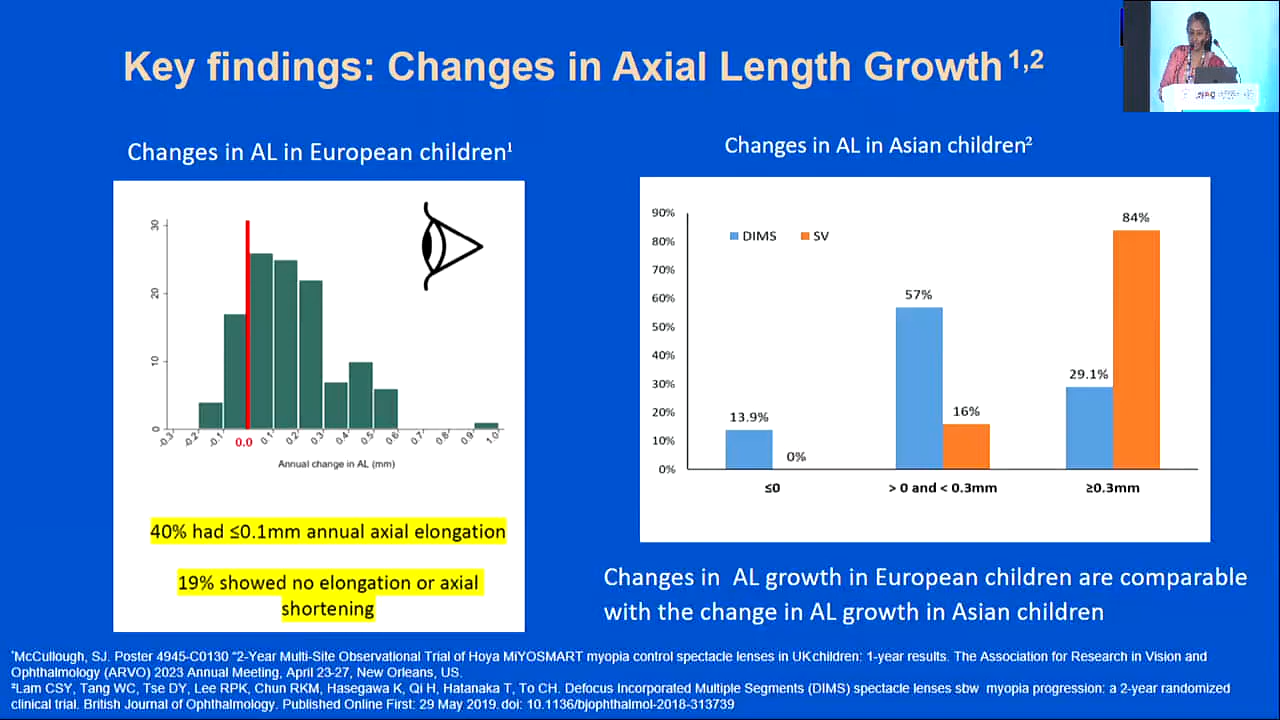 Key findings: Changes in Axial Length Growth1,2
Changes in AL in European children1
30
20
10
0
-0.3
-0.2
-0.1
0.0
0.1
0.2
0.3
0.4
0.5
0.6
0.7
0.8
0.9
1.0
Annual change in AL (mm)
40% had ≤0.1mm annual axial elongation
19% showed no elongation or axial
shortening
Changes in AL in Asian children2
90%
80%
70%
60%
50%
40%
30%
20%
10%
0%
DIMS
SV
13.9%
0%
57%
16%
29.1%
84%
≤0
> 0 and < 0.3mm
≥0.3mm
Changes in AL growth in European children are comparable
with the change in AL growth in Asian children
1McCullough, SJ. Poster 4945-C0130 "2-Year Multi-Site Observational Trial of Hoya MiYOSMART myopia control spectacle lenses in UK children: 1-year results. The Association for Research in Vision and
Ophthalmology (ARVO) 2023 Annual Meeting, April 23-27, New Orleans, US.
2Lam CSY, Tang WC, Tse DY, Lee RPK, Chun RKM, Hasegawa K, Qi H, Hatanaka T, To CH. Defocus Incorporated Multiple Segments (DIMS) spectacle lenses sbw myopia progression: a 2-year randomized
clinical trial. British Journal of Ophthalmology. Published Online First: 29 May 2019. doi: 10.1136/bjophthalmol-2018-313739